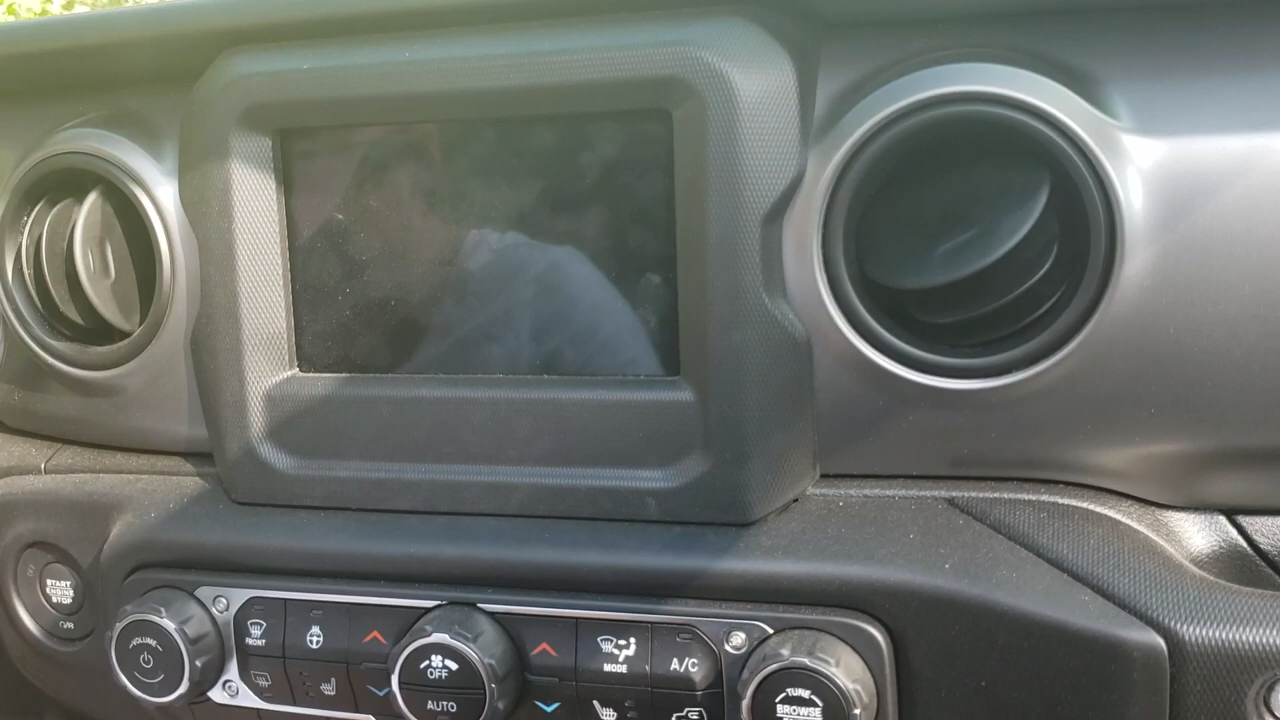 START
ENGINE
STOP
VOLUME
FRONT
OFF
AUTO
MODE
A/C
TUNE
BROWSE